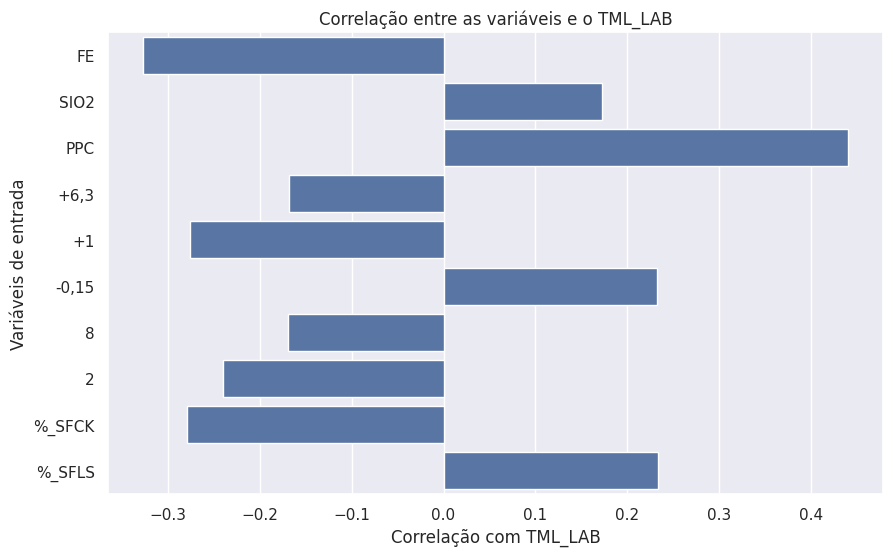 Correlação entre as variáveis e o TML_LAB
Variáveis de entrada
FE
SIO2
PPC
+6,3
+1
-0,15
8
2
%_SFCK
%_SFLS
−0.3 −0.2 −0.1 0.0 0.1 0.2 0.3 0.4
Correlação com TML_LAB